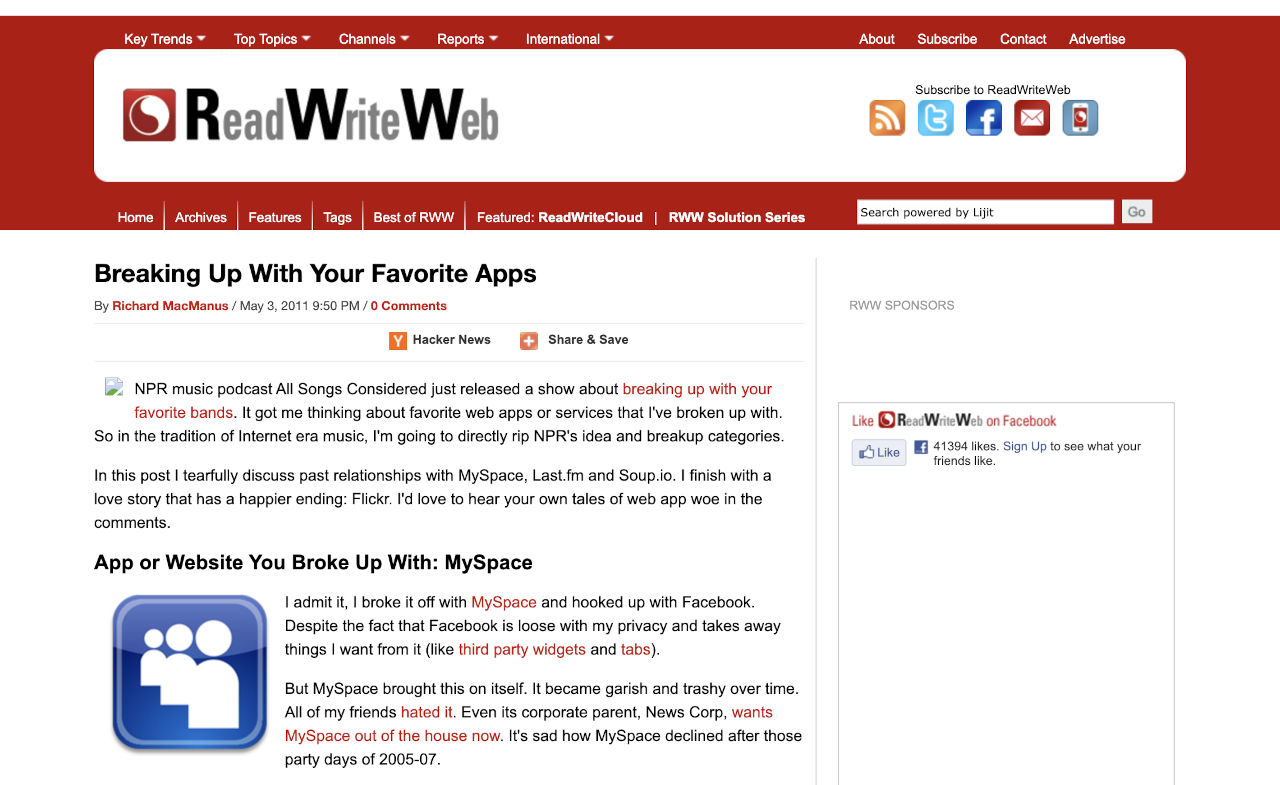 Key Trends Top Topics Channels Reports International About Subscribe Contact Advertise
ReadWriteWeb
Subscribe to ReadWriteWeb
Home Archives Features Tags Best of RWW Featured: ReadWriteCloud | RWW Solution Series
Search powered by Lijit Go
Breaking Up With Your Favorite Apps
By Richard MacManus / May 3, 2011 9:50 PM / 0 Comments
Y Hacker News Share & Save
NPR music podcast All Songs Considered just released a show about breaking up with your
favorite bands. It got me thinking about favorite web apps or services that I've broken up with.
So in the tradition of Internet era music, I'm going to directly rip NPR's idea and breakup categories.
In this post I tearfully discuss past relationships with MySpace, Last.fm and Soup.io. I finish with a
love story that has a happier ending: Flickr. I'd love to hear your own tales of web app woe in the
comments.
App or Website You Broke Up With: MySpace
I admit it, I broke it off with MySpace and hooked up with Facebook.
Despite the fact that Facebook is loose with my privacy and takes away
things I want from it (like third party widgets and tabs).
But MySpace brought this on itself. It became garish and trashy over time.
All of my friends hated it. Even its corporate parent, News Corp, wants
MySpace out of the house now. It's sad how MySpace declined after those
party days of 2005-07.
RWW SPONSORS
Like ReadWriteWeb on Facebook
Like 41394 likes. Sign Up to see what your
friends like.